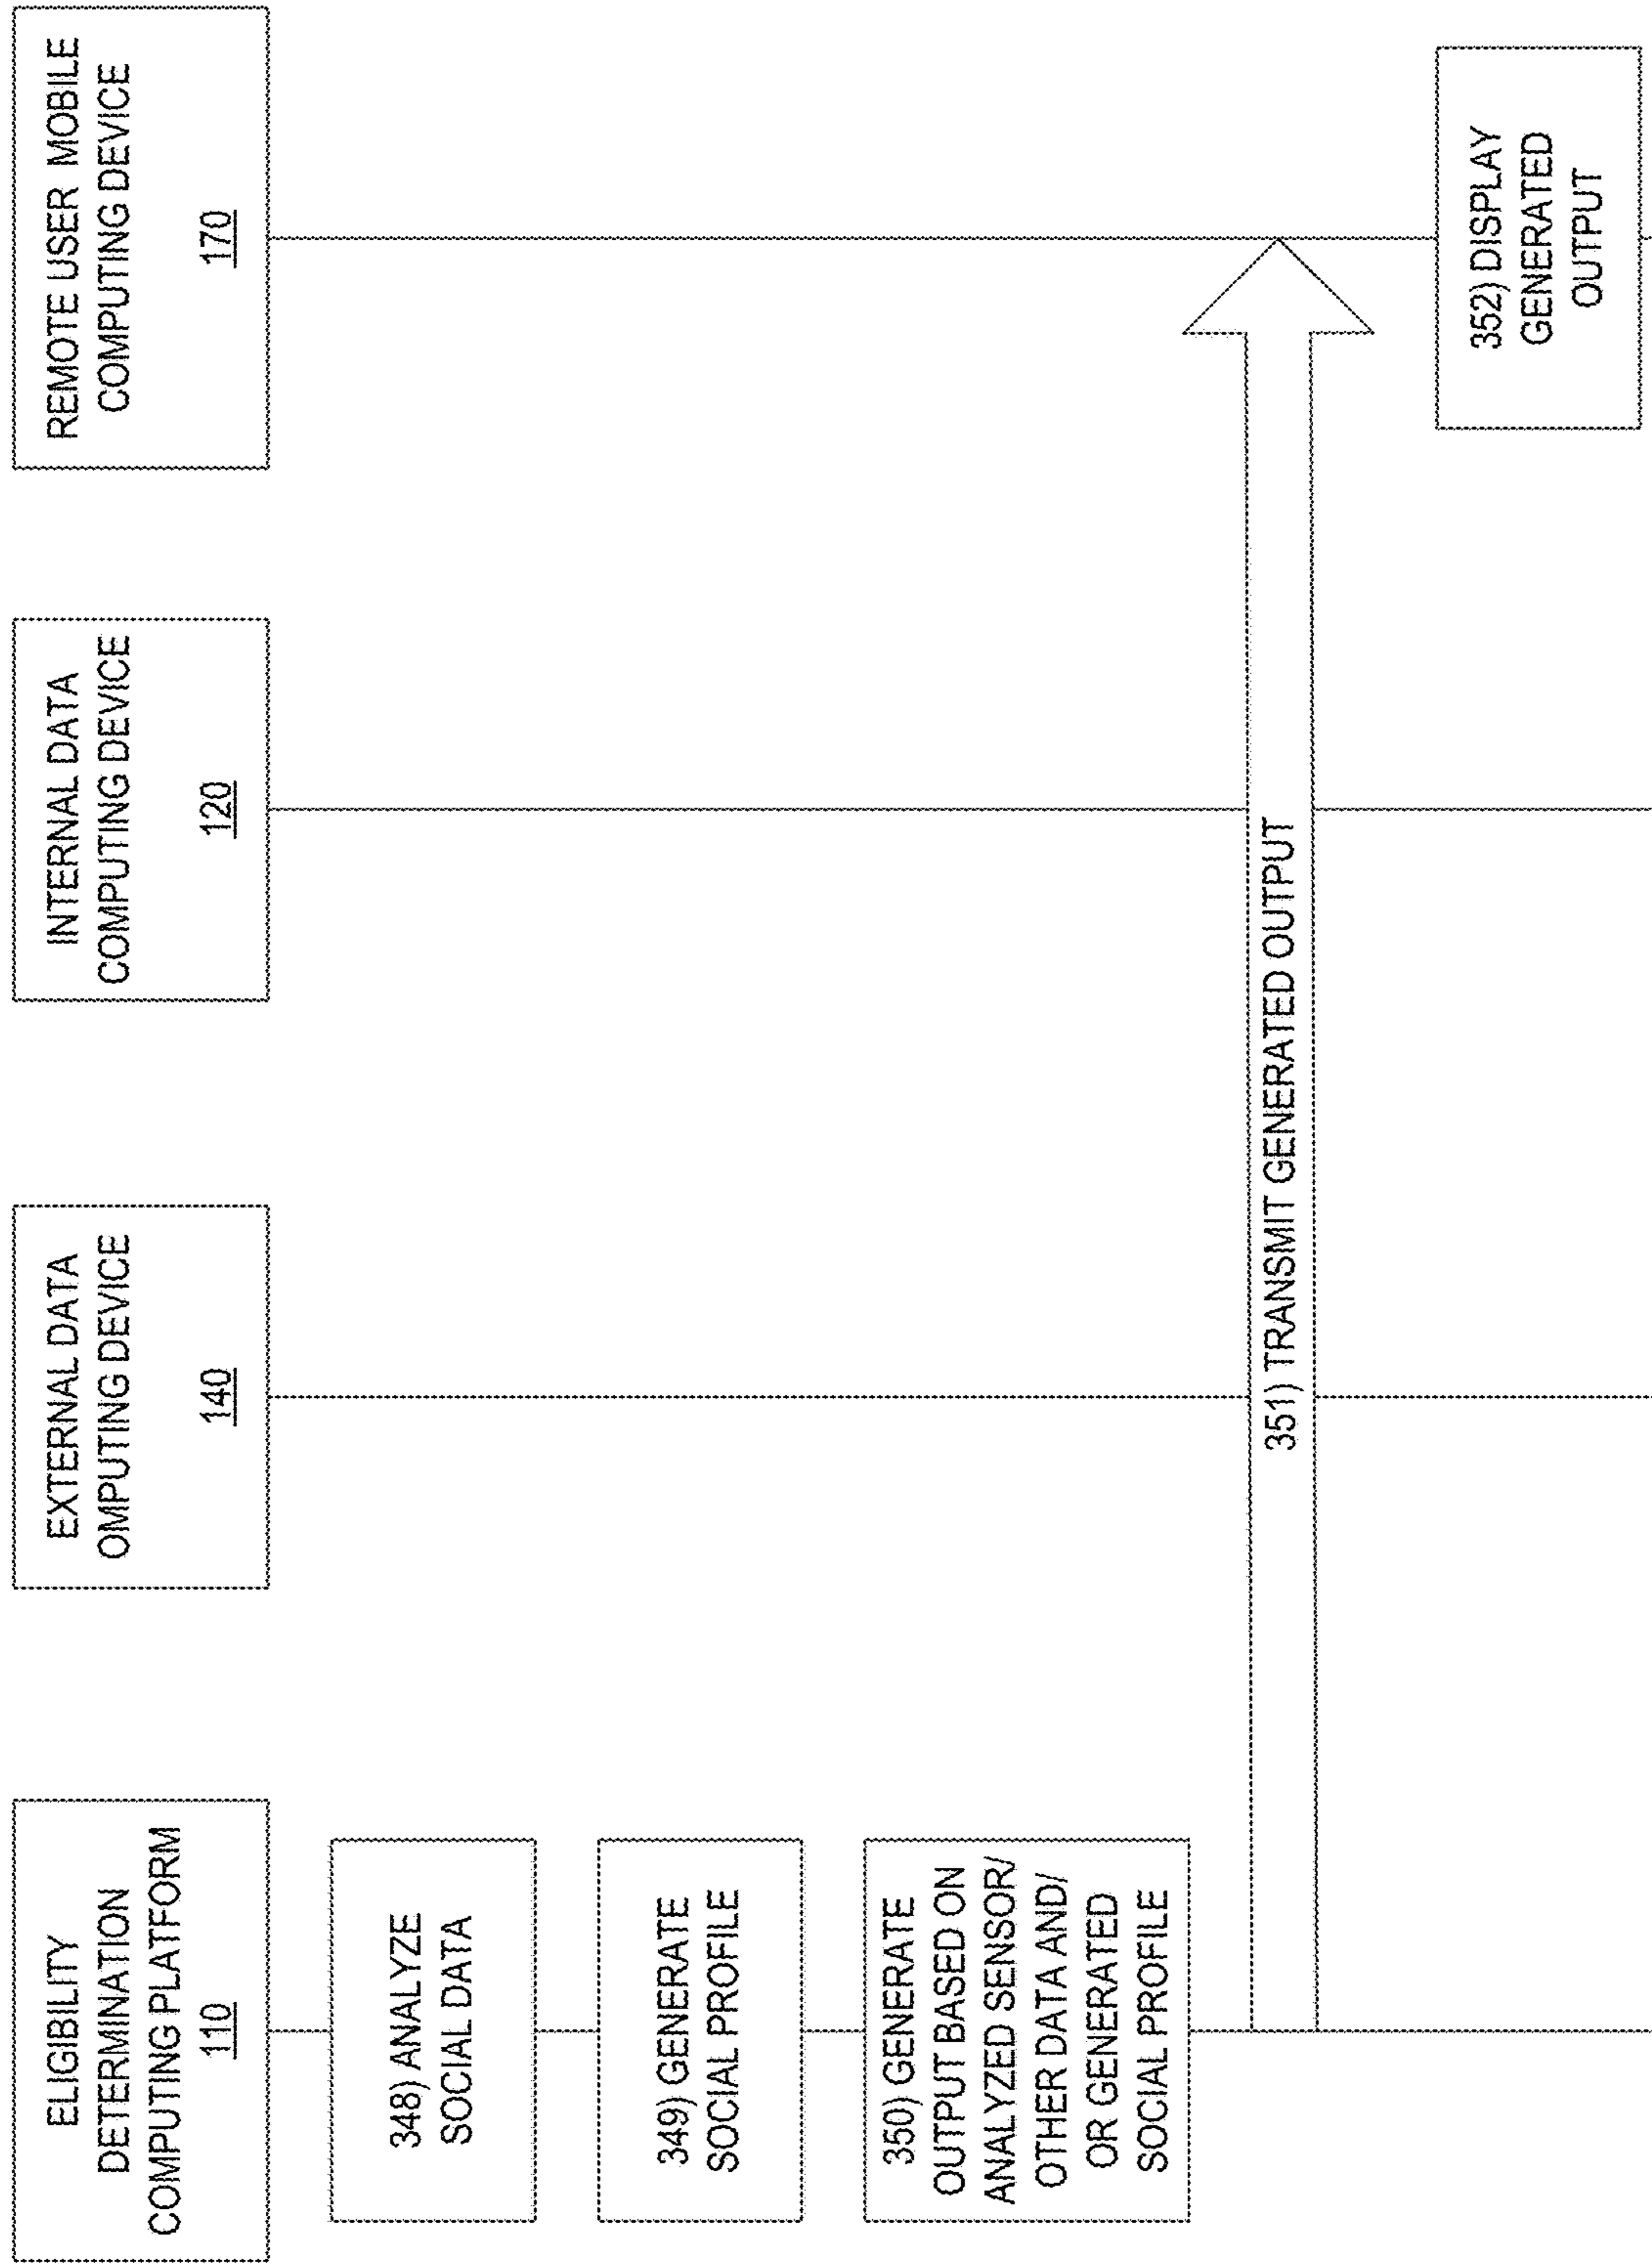 ELIGIBILITY
DETERMINATION
COMPUTING PLATFORM
110
EXTERNAL DATA
OMPUTING DEVICE
140
INTERNAL DATA
COMPUTING DEVICE
120
REMOTE USER MOBILE
COMPUTING DEVICE
170
348) ANALYZE
SOCIAL DATA
349) GENERATE
SOCIAL PROFILE
350) GENERATE
OUTPUT BASED ON
ANALYZED SENSOR/
OTHER DATA AND/
OR GENERATED
SOCIAL PROFILE
351) TRANSMIT GENERATED OUTPUT
352) DISPLAY
GENERATED
OUTPUT